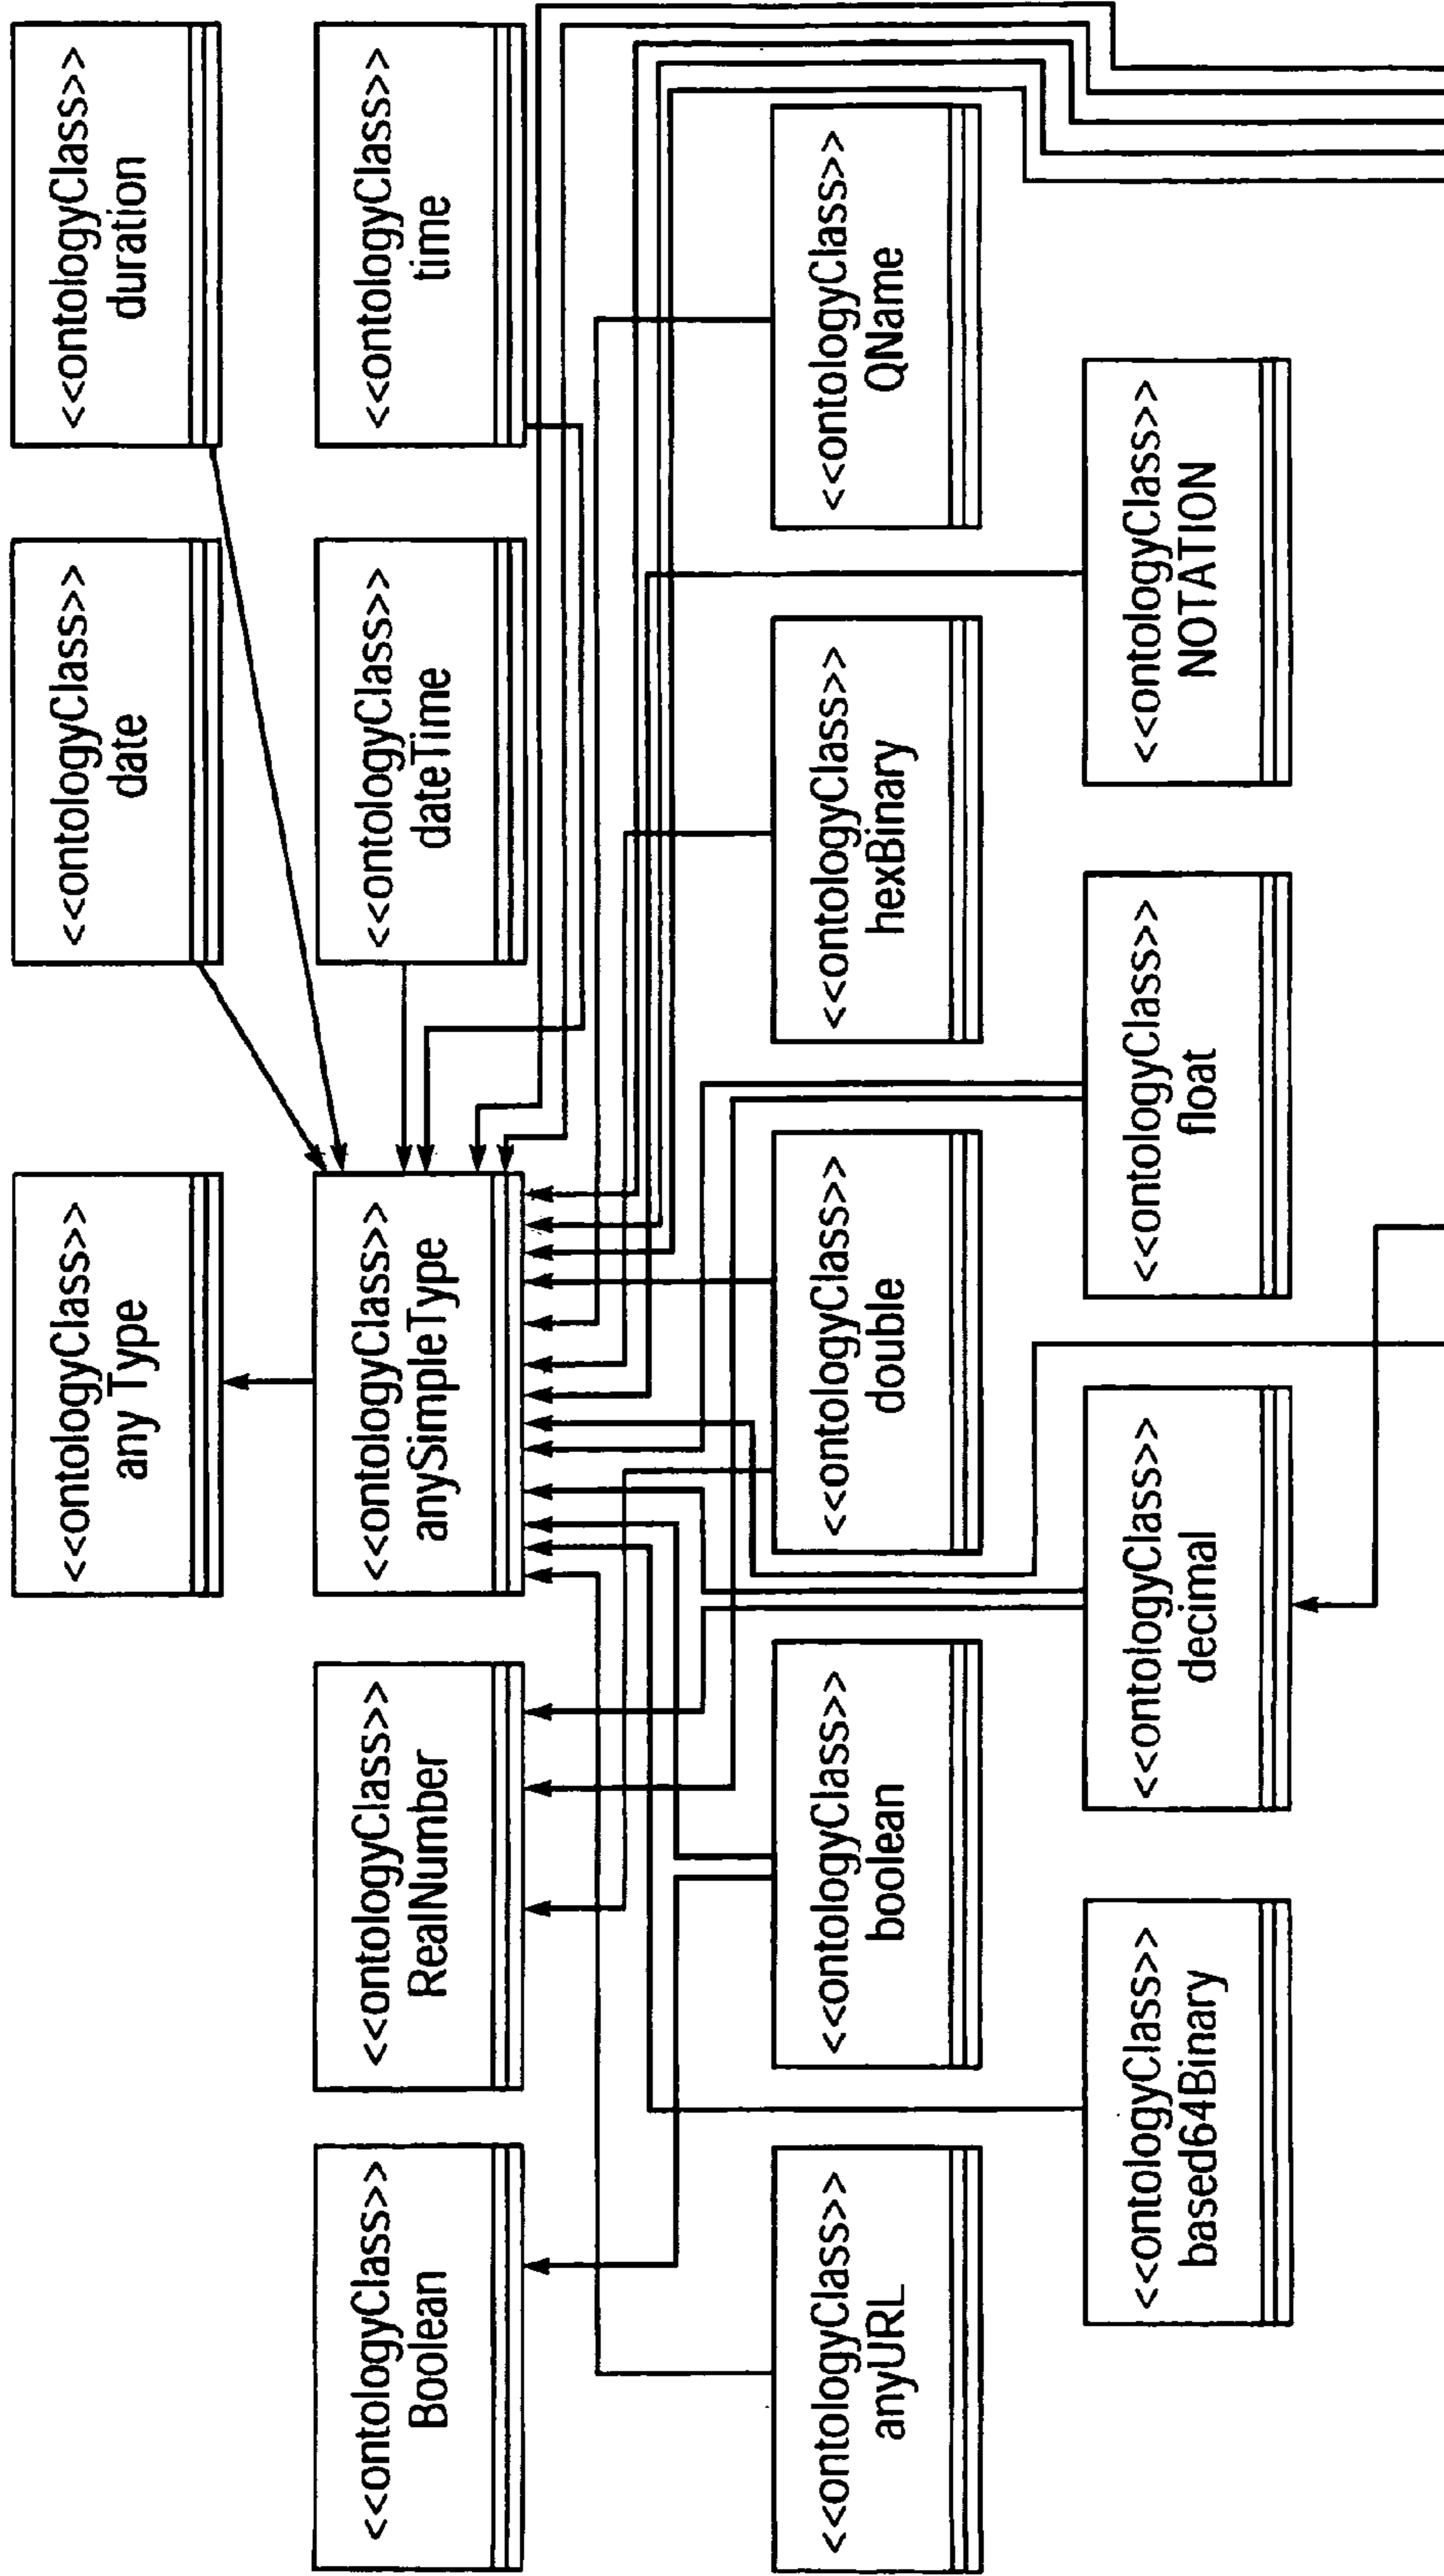 <<ontologyClass>>
any Type
<<ontologyClass>>
date
<<ontologyClass>>
duration
<<ontologyClass>>
Boolean
<<ontologyClass>>
RealNumber
<<ontologyClass>>
anySimpleType
<<ontologyClass>>
dateTime
<<ontologyClass>>
time
<<ontologyClass>>
anyURL
<<ontologyClass>>
boolean
<<ontologyClass>>
double
<<ontologyClass>>
hexBinary
<<ontologyClass>>
QName
<<ontologyClass>>
based64Binary
<<ontologyClass>>
decimal
<<ontologyClass>>
float
<<ontologyClass>>
NOTATION